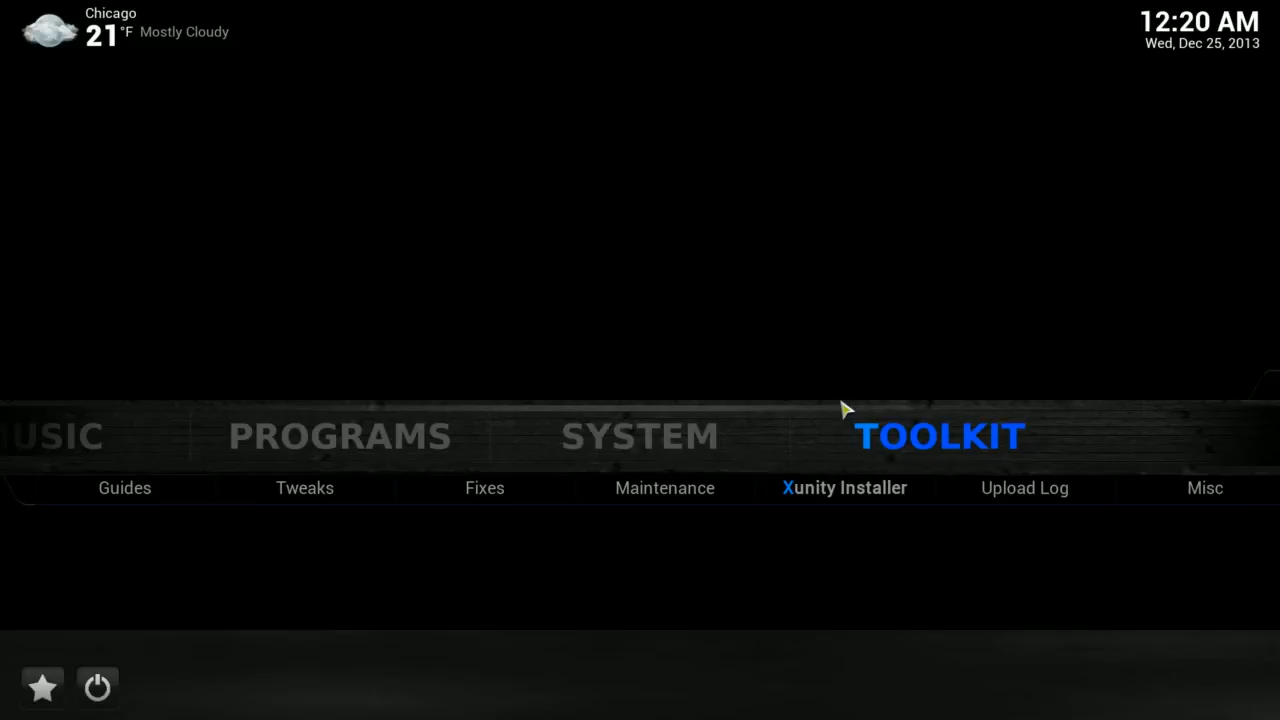 Chicago
21°F Mostly Cloudy
12:20 AM
Wed, Dec 25, 2013
USIC PROGRAMS SYSTEM TOOLKIT
Guides Tweaks Fixes Maintenance Xunity Installer Upload Log Misc